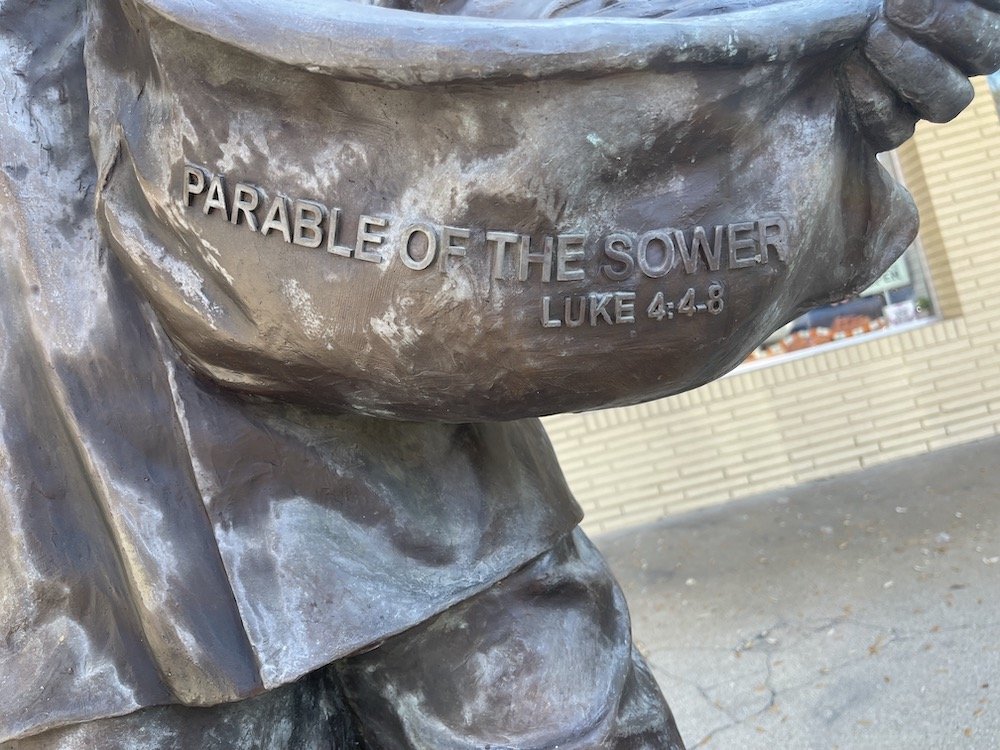 PARABLE OF THE SOWER
LUKE 4:4-8